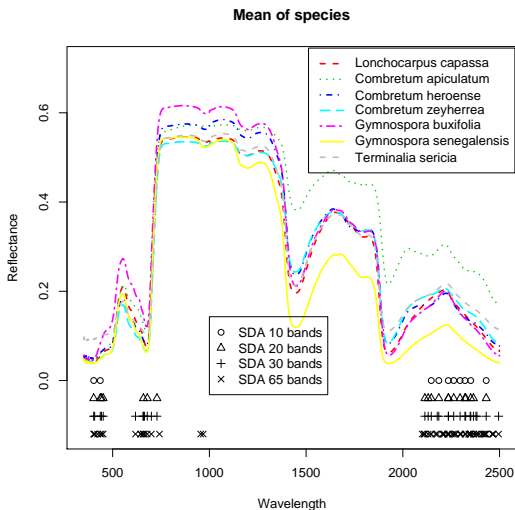 Mean of species
Lonchocarpus capassa
Combretum apiculatum
Combretum heroense
Combretum zeyherrea
Gymnospora buxifolia
Gymnospora senegalensis
Terminalia sericia
Reflectance
0.6
0.4
0.2
0.0
SDA 10 bands
SDA 20 bands
SDA 30 bands
SDA 65 bands
500 1000 1500 2000 2500
Wavelength